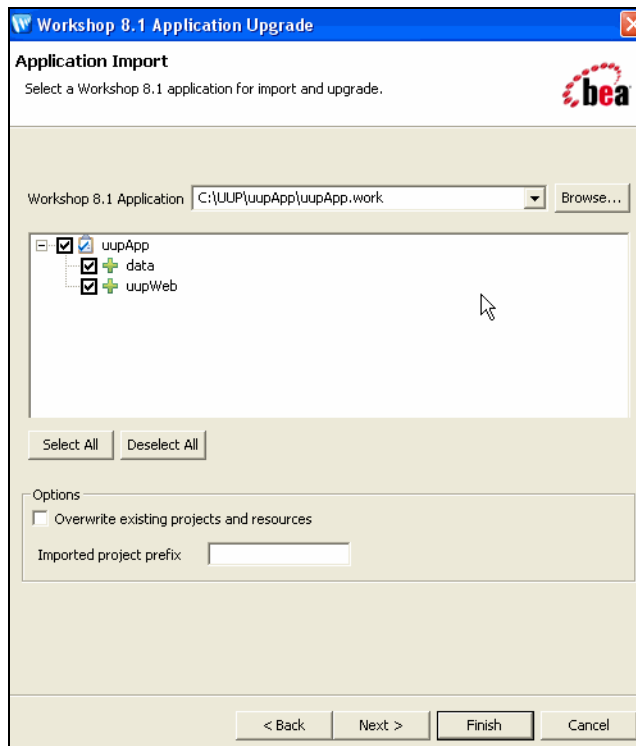 Workshop 8.1 Application Upgrade
Application Import
Select a Workshop 8.1 application for import and upgrade.
bea
Workshop 8.1 Application C:\UUP\uupApp\uupApp.work Browse...
uupApp
data
uupWeb
Select All Deselect All
Options
Overwrite existing projects and resources
Imported project prefix
< Back Next > Finish Cancel